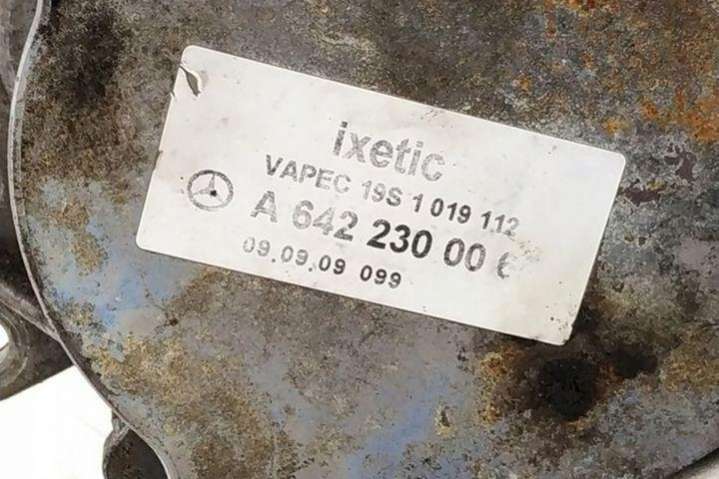 ixetic
VAPEC 19S 1 019 112
A 642 230 00
09.09.09 099